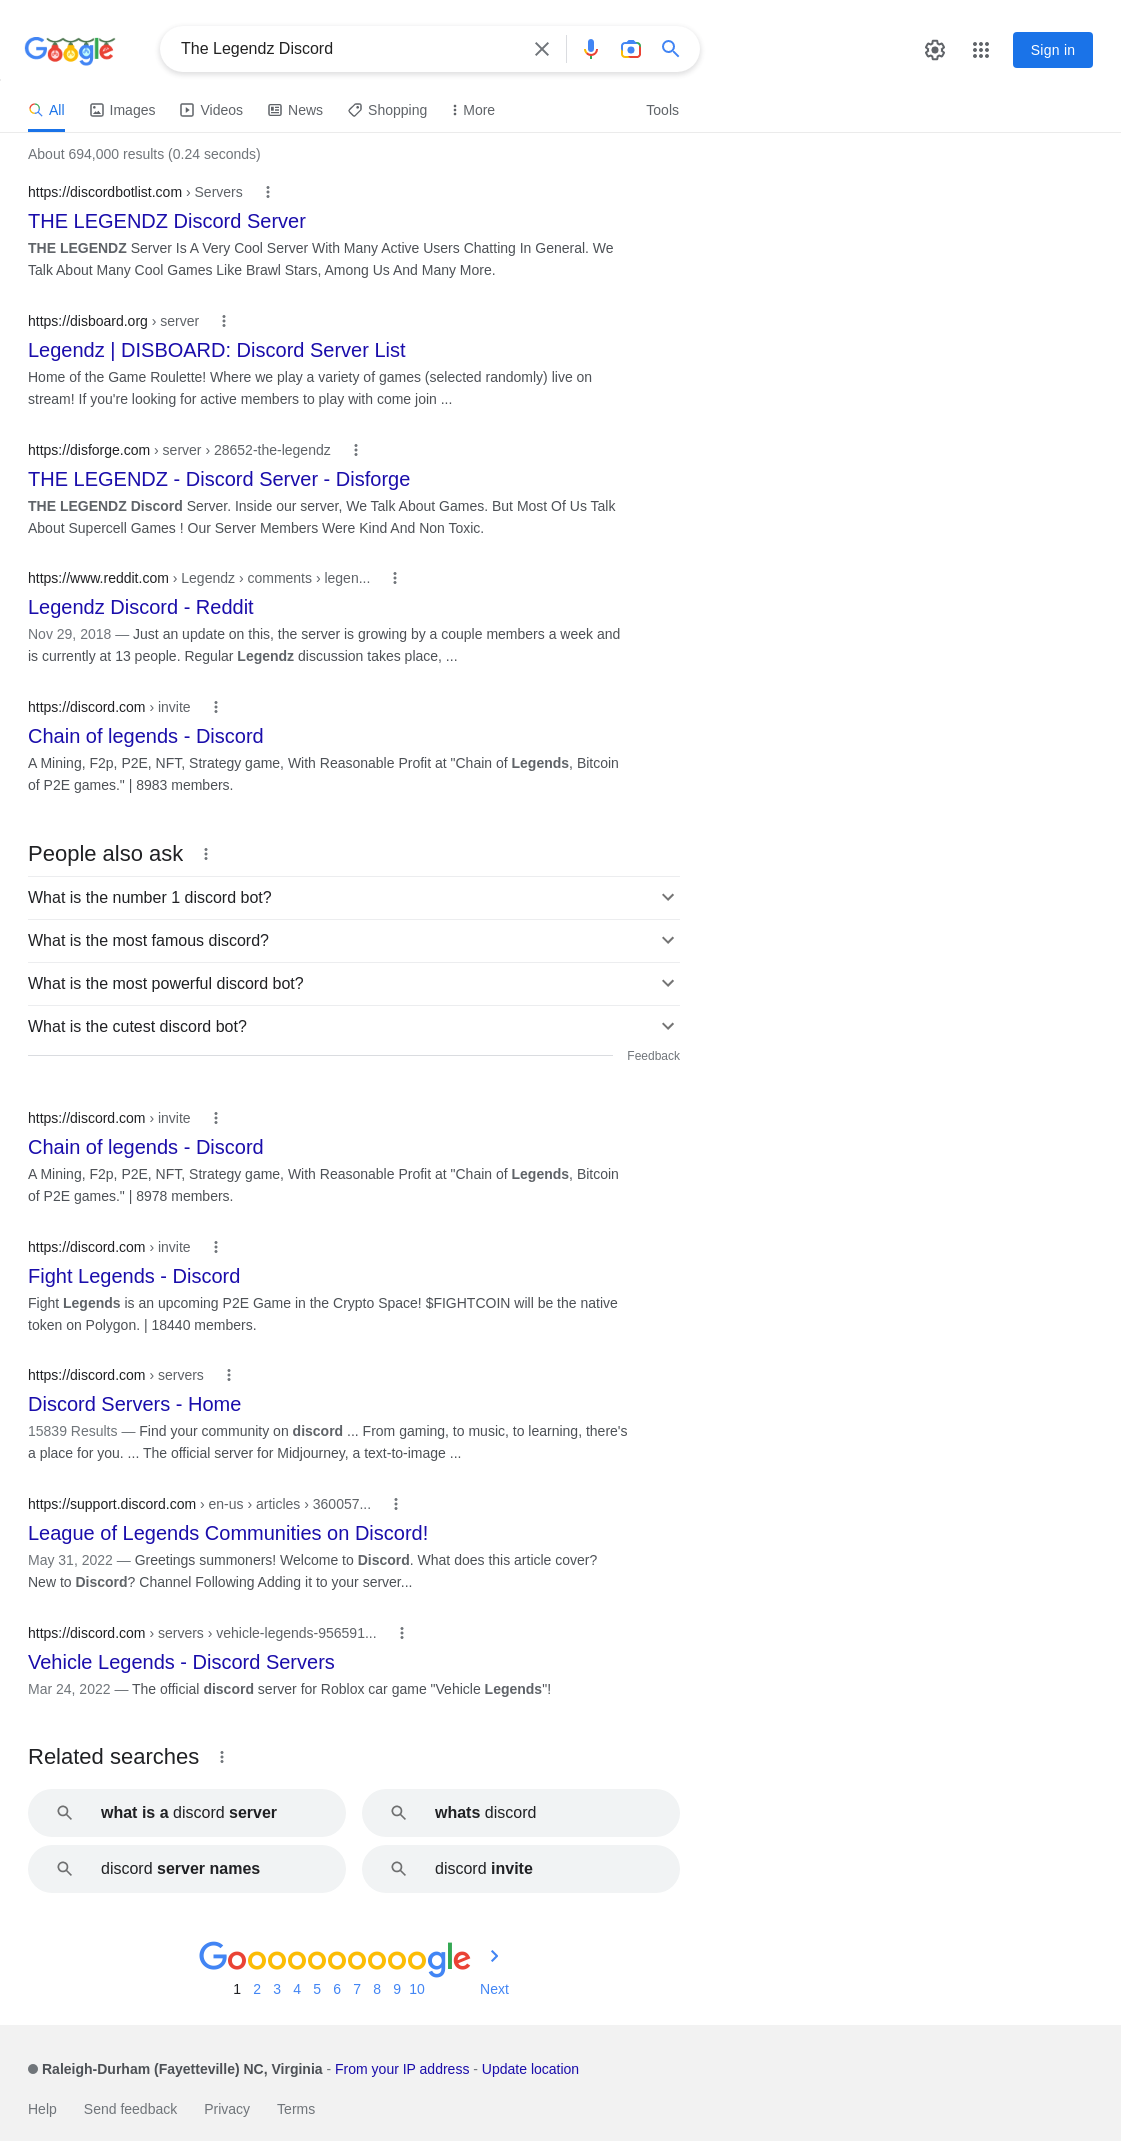 Google
The Legendz Discord
Sign in
All
Images
Videos
News
Shopping
More
Tools
About 694,000 results (0.24 seconds)
https://discordbotlist.com › Servers
THE LEGENDZ Discord Server
THE LEGENDZ Server Is A Very Cool Server With Many Active Users Chatting In General. We
Talk About Many Cool Games Like Brawl Stars, Among Us And Many More.
https://disboard.org › server
Legendz | DISBOARD: Discord Server List
Home of the Game Roulette! Where we play a variety of games (selected randomly) live on
stream! If you're looking for active members to play with come join ...
https://disforge.com › server › 28652-the-legendz
THE LEGENDZ - Discord Server - Disforge
THE LEGENDZ Discord Server. Inside our server, We Talk About Games. But Most Of Us Talk
About Supercell Games ! Our Server Members Were Kind And Non Toxic.
https://www.reddit.com › Legendz › comments › legen...
Legendz Discord - Reddit
Nov 29, 2018 — Just an update on this, the server is growing by a couple members a week and
is currently at 13 people. Regular Legendz discussion takes place, ...
https://discord.com › invite
Chain of legends - Discord
A Mining, F2p, P2E, NFT, Strategy game, With Reasonable Profit at "Chain of Legends, Bitcoin
of P2E games." | 8983 members.
People also ask
What is the number 1 discord bot?
What is the most famous discord?
What is the most powerful discord bot?
What is the cutest discord bot?
Feedback
https://discord.com › invite
Chain of legends - Discord
A Mining, F2p, P2E, NFT, Strategy game, With Reasonable Profit at "Chain of Legends, Bitcoin
of P2E games." | 8978 members.
https://discord.com › invite
Fight Legends - Discord
Fight Legends is an upcoming P2E Game in the Crypto Space! $FIGHTCOIN will be the native
token on Polygon. | 18440 members.
https://discord.com › servers
Discord Servers - Home
15839 Results — Find your community on discord ... From gaming, to music, to learning, there's
a place for you. ... The official server for Midjourney, a text-to-image ...
https://support.discord.com › en-us › articles › 360057...
League of Legends Communities on Discord!
May 31, 2022 — Greetings summoners! Welcome to Discord. What does this article cover?
New to Discord? Channel Following Adding it to your server...
https://discord.com › servers › vehicle-legends-956591...
Vehicle Legends - Discord Servers
Mar 24, 2022 — The official discord server for Roblox car game "Vehicle Legends"!
Related searches
what is a discord server
whats discord
discord server names
discord invite
Goooooooooogle
1 2 3 4 5 6 7 8 9 10 Next
Raleigh-Durham (Fayetteville) NC, Virginia - From your IP address - Update location
Help Send feedback Privacy Terms